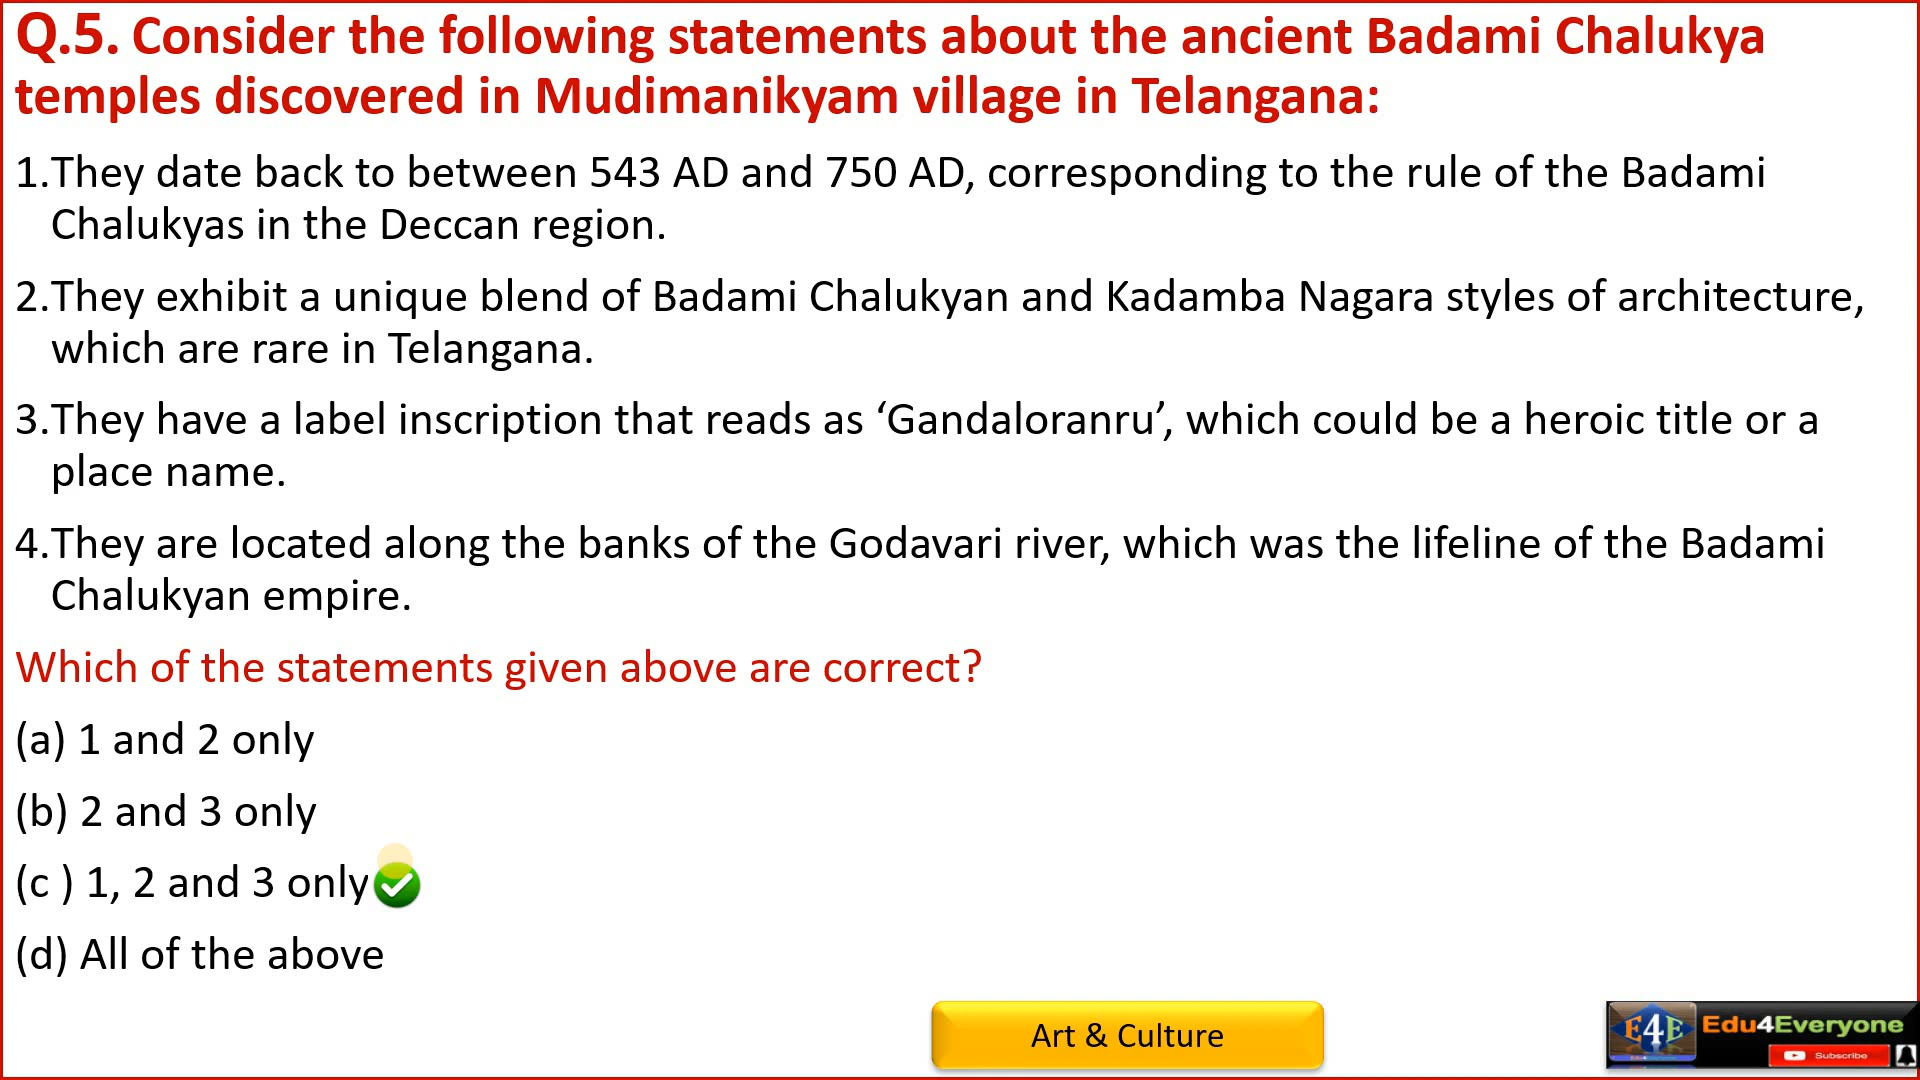 Q.5. Consider the following statements about the ancient Badami Chalukya
temples discovered in Mudimanikyam village in Telangana:
1.They date back to between 543 AD and 750 AD, corresponding to the rule of the Badami
Chalukyas in the Deccan region.
2.They exhibit a unique blend of Badami Chalukyan and Kadamba Nagara styles of architecture,
which are rare in Telangana.
3.They have a label inscription that reads as ‘Gandaloranru’, which could be a heroic title or a
place name.
4.They are located along the banks of the Godavari river, which was the lifeline of the Badami
Chalukyan empire.
Which of the statements given above are correct?
(a) 1 and 2 only
(b) 2 and 3 only
(c ) 1, 2 and 3 only
(d) All of the above
Art & Culture
E4E
Edu4Everyone
Subscribe